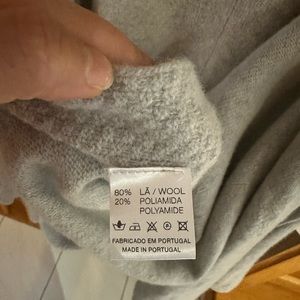 80% LÃ / WOOL
20% POLIAMIDA
POLYAMIDE
FABRICADO EM PORTUGAL
MADE IN PORTUGAL